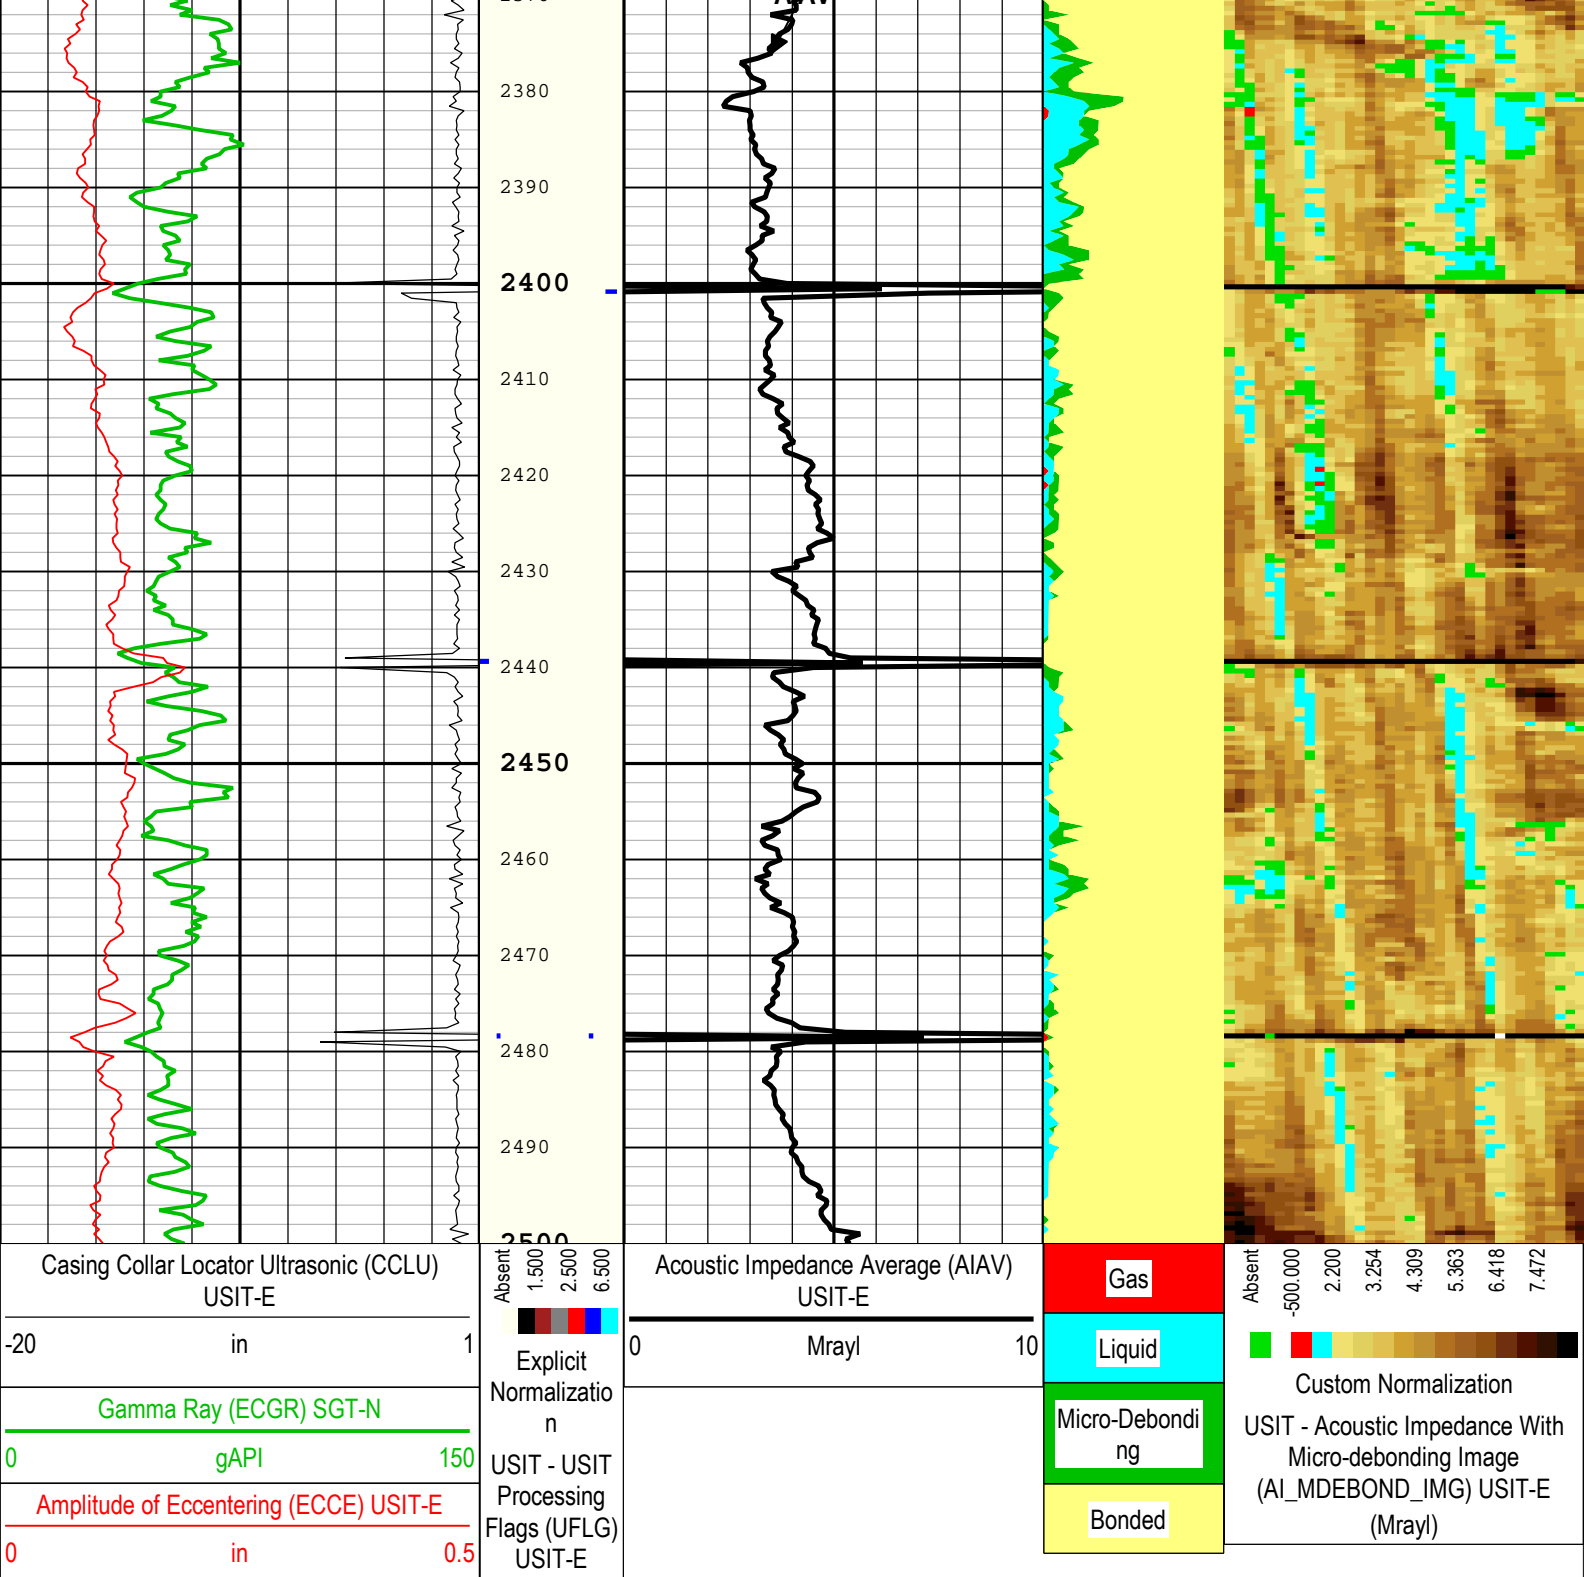 AIAV
2380
2390
2400
2410
2420
2430
2440
2450
2460
2470
2480
2490
2500
Casing Collar Locator Ultrasonic (CCLU)
USIT-E
-20 in 1
Gamma Ray (ECGR) SGT-N
0 gAPI 150
Amplitude of Eccentering (ECCE) USIT-E
0 in 0.5
Absent
1.500
2.500
6.500
Explicit
Normalizatio
n
USIT - USIT
Processing
Flags (UFLG)
USIT-E
Acoustic Impedance Average (AIAV)
USIT-E
0 Mrayl 10
Gas
Liquid
Micro-Debondi
ng
Bonded
Absent
-500.000
2.200
3.254
4.309
5.363
6.418
7.472
Custom Normalization
USIT - Acoustic Impedance With
Micro-debonding Image
(AI_MDEBOND_IMG) USIT-E
(Mrayl)